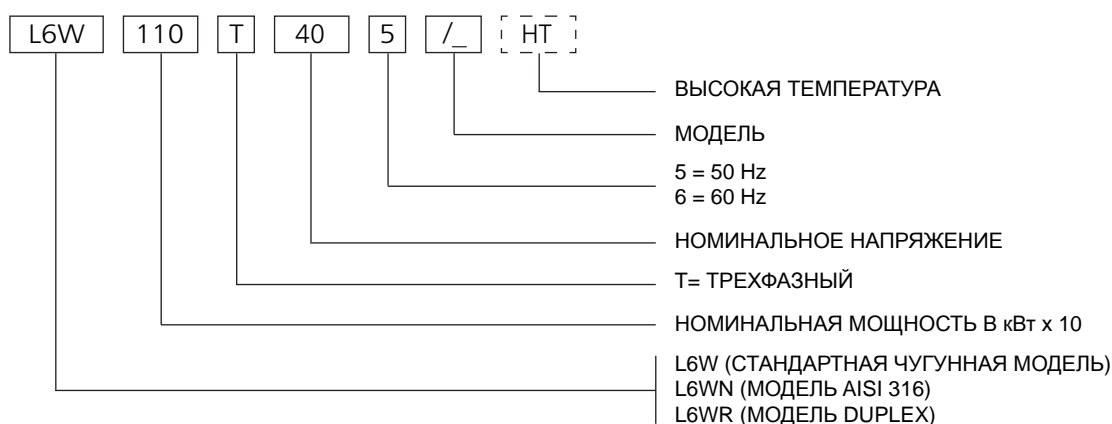 L6W 110 T 40 5 /_ HT
ВЫСОКАЯ ТЕМПЕРАТУРА
МОДЕЛЬ
5 = 50 Hz
6 = 60 Hz
НОМИНАЛЬНОЕ НАПРЯЖЕНИЕ
Т= ТРЕХФАЗНЫЙ
НОМИНАЛЬНАЯ МОЩНОСТЬ В кВт x 10
L6W (СТАНДАРТНАЯ ЧУГУННАЯ МОДЕЛЬ)
L6WN (МОДЕЛЬ AISI 316)
L6WR (МОДЕЛЬ DUPLEX)